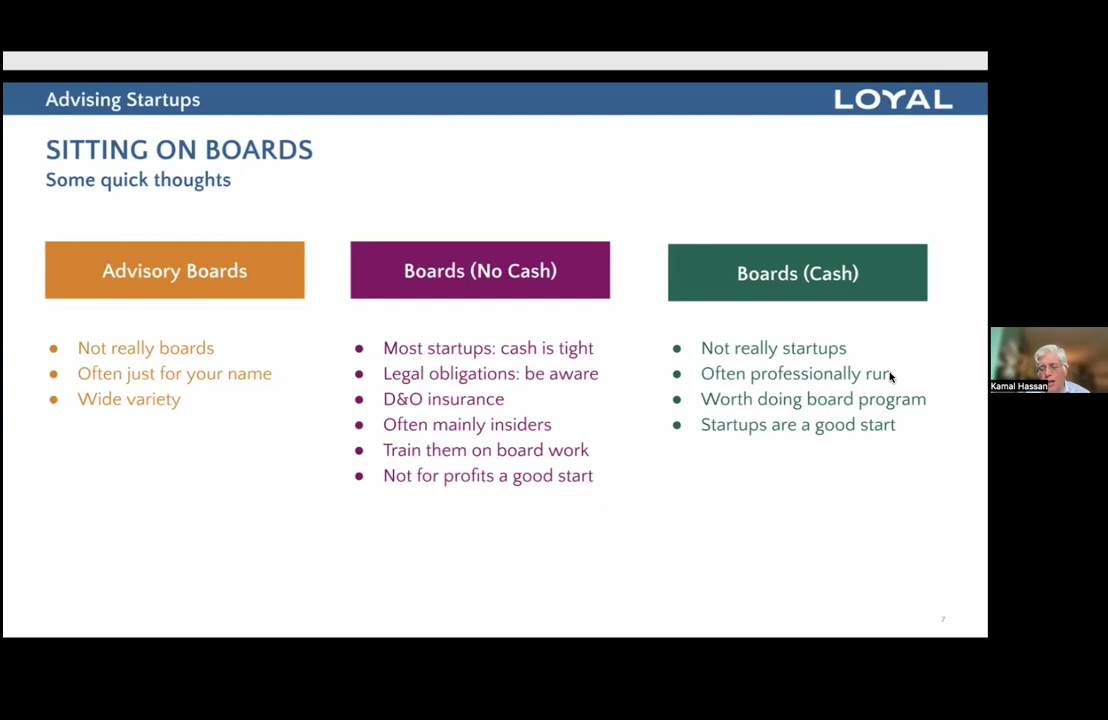 Advising Startups
LOYAL
SITTING ON BOARDS
Some quick thoughts
Advisory Boards
Not really boards
Often just for your name
Wide variety
Boards (No Cash)
Most startups: cash is tight
Legal obligations: be aware
D&O insurance
Often mainly insiders
Train them on board work
Not for profits a good start
Boards (Cash)
Not really startups
Often professionally run
Worth doing board program
Startups are a good start
7
Kamal Hassan